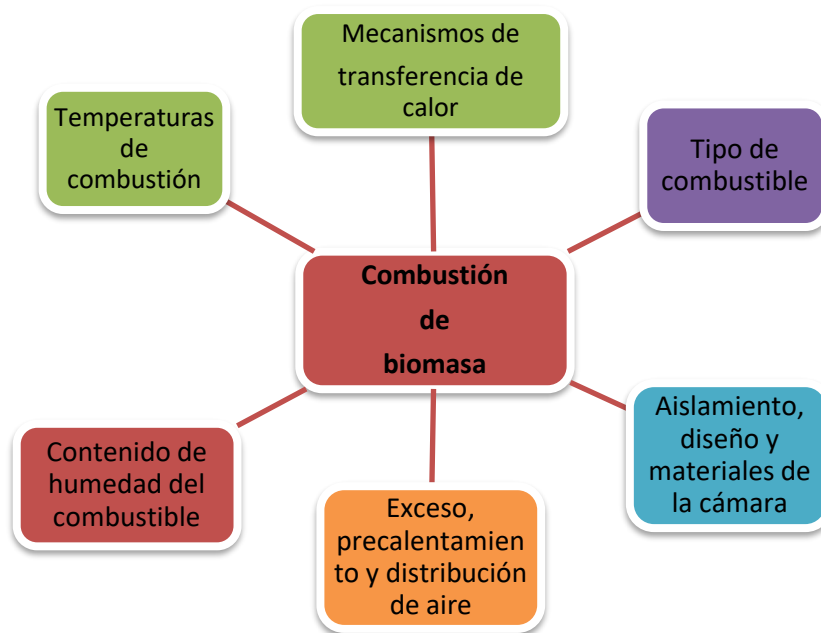 Mecanismos de
transferencia de
calor
Temperaturas
de
combustión
Tipo de
combustible
Combustión
de
biomasa
Contenido de
humedad del
combustible
Aislamiento,
diseño y
materiales de
la cámara
Exceso,
precalentamien
to y distribución
de aire